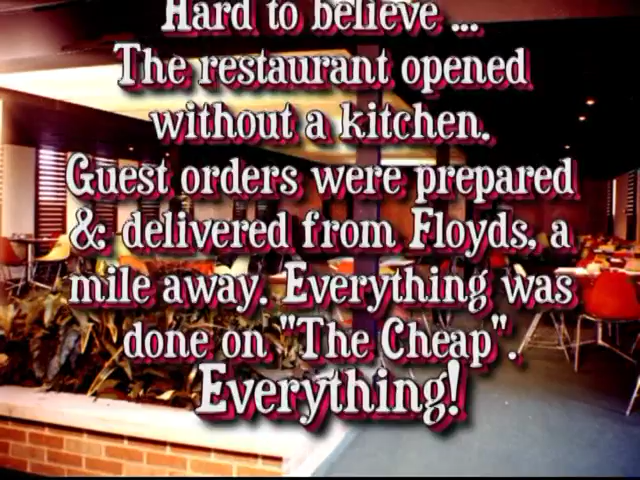 Hard to believe ...
The restaurant opened
without a kitchen.
Guest orders were prepared
& delivered from Floyds, a
mile away. Everything was
done on "The Cheap".
Everything!